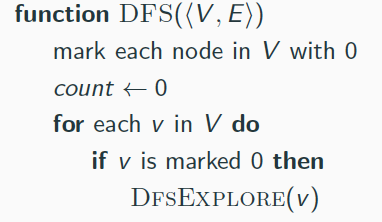 function DFS(⟨V, E⟩)
mark each node in V with 0
count ← 0
for each v in V do
if v is marked 0 then
DFSEXPLORE(v)